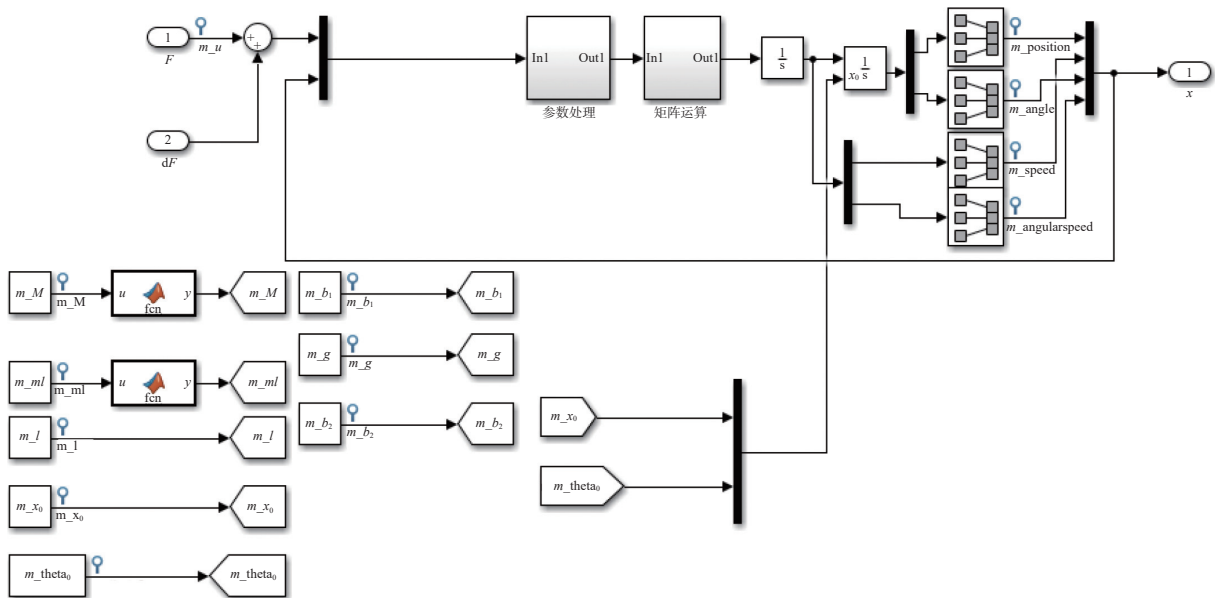 1
F
m_u
+
+
2
dF
In1 Out1
参数处理
In1 Out1
矩阵运算
1
s
x₀ 1
s
m_position
m_angle
m_speed
m_angularspeed
1
x
m_M
m_M
u y
fcn
m_M
m_b₁
m_b₁
m_b₁
m_g
m_g
m_g
m_ml
m_ml
u y
fcn
m_ml
m_b₂
m_b₂
m_b₂
m_l
m_l
m_l
m_x₀
m_theta₀
m_x₀
m_x₀
m_x₀
m_theta₀
m_theta₀